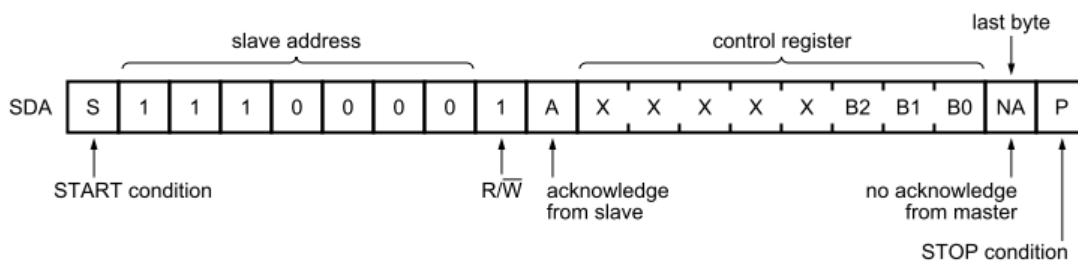 last byte
slave address control register
SDA S 1 1 1 0 0 0 0 1 A X X X X X B2 B1 B0 NA P
START condition R/W̅ acknowledge no acknowledge
from slave from master
STOP condition